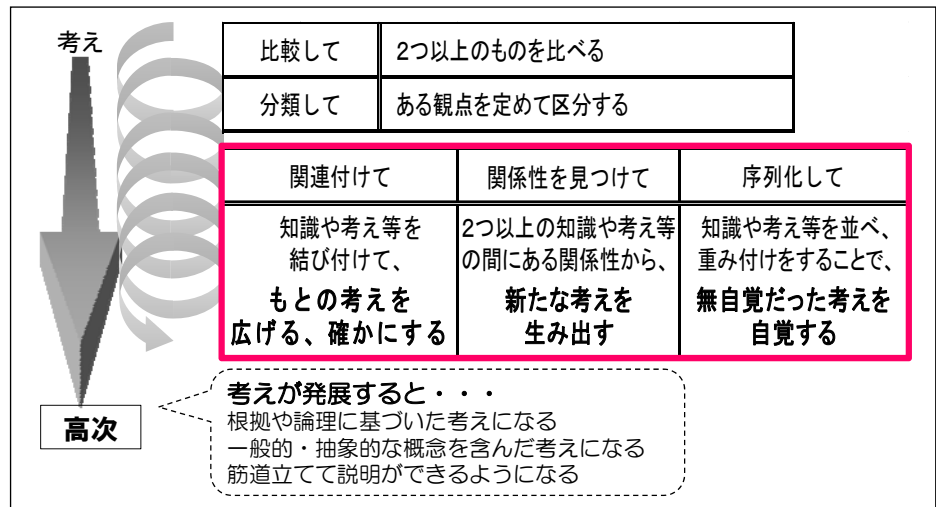 考え
比較して 2つ以上のものを比べる
分類して ある観点を定めて区分する
関連付けて 関係性を見つけて 序列化して
知識や考え等を 2つ以上の知識や考え等 知識や考え等を並べ、
結び付けて、 の間にある関係性から、 重み付けをすることで、
もとの考えを 新たな考えを 無自覚だった考えを
広げる、確かにする 生み出す 自覚する
考えが発展すると・・・
高次 根拠や論理に基づいた考えになる
一般的・抽象的な概念を含んだ考えになる
筋道立てて説明ができるようになる